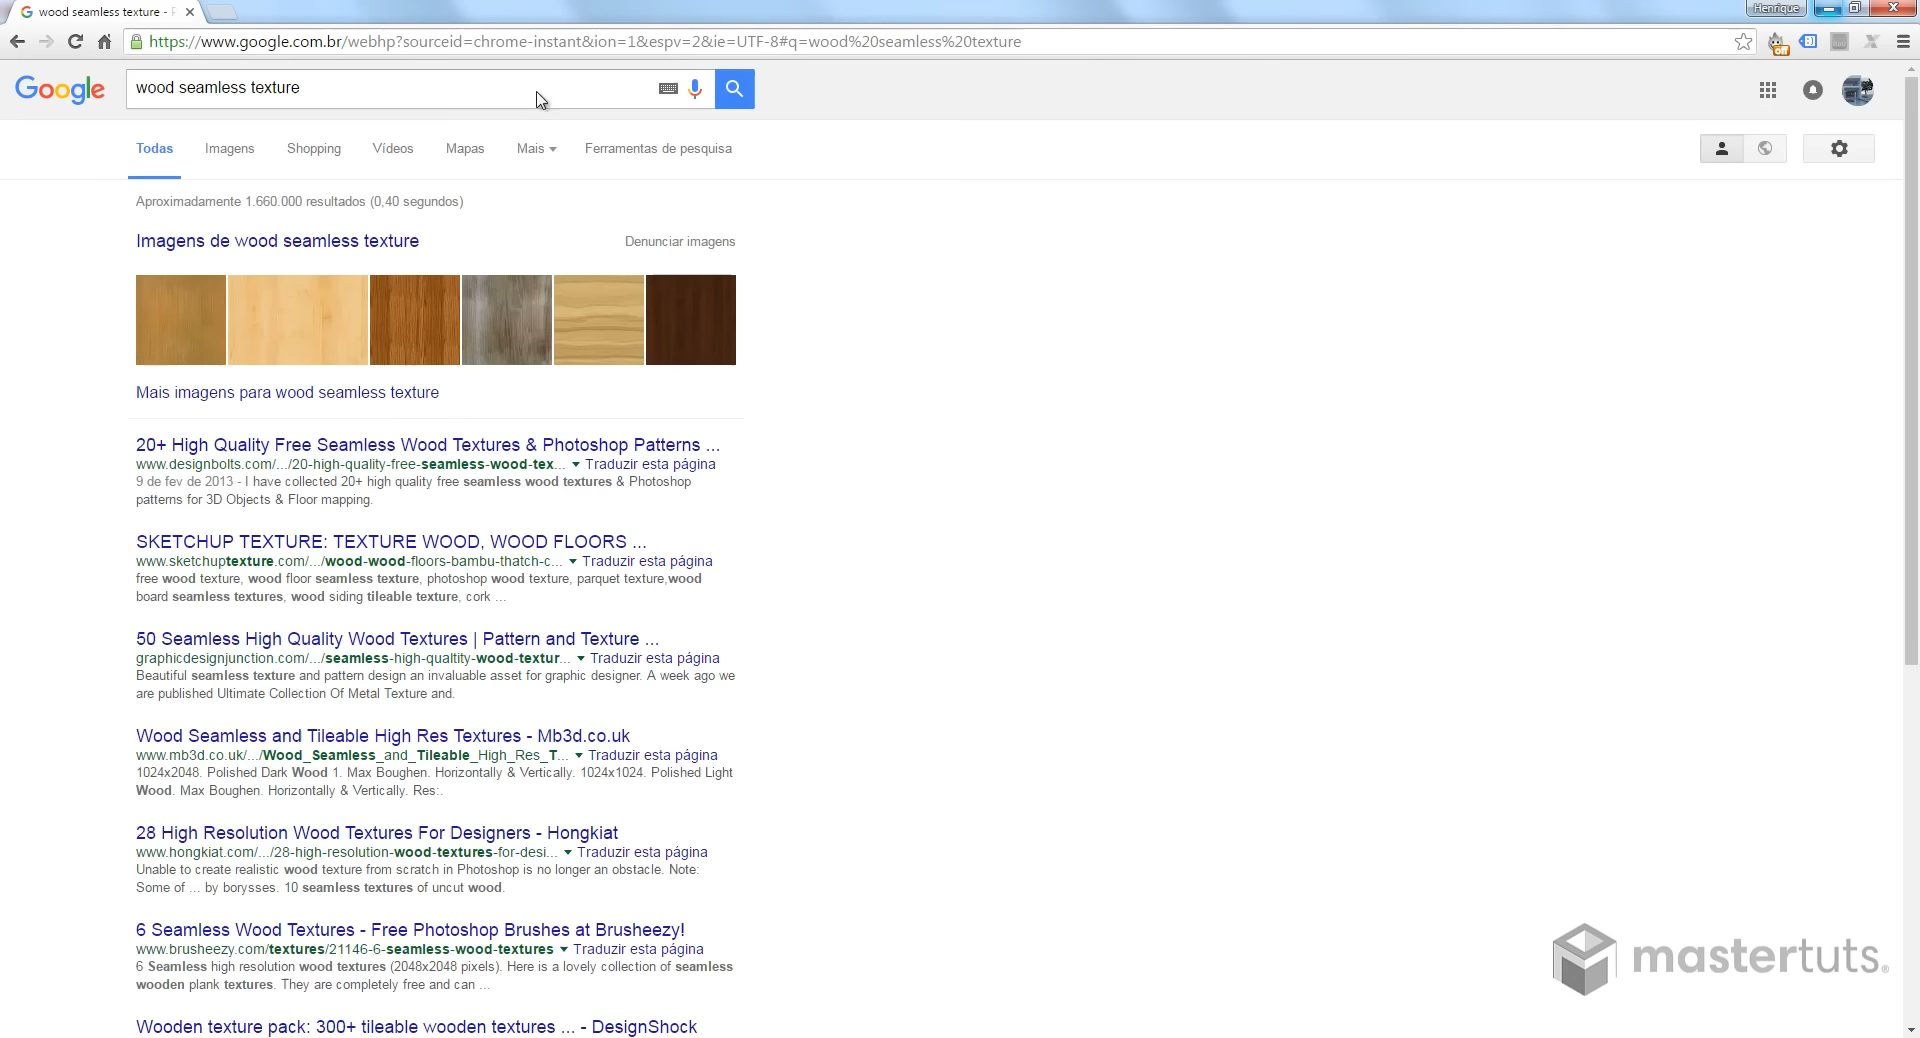 wood seamless texture - 
Henrique
https://www.google.com.br/webhp?sourceid=chrome-instant&ion=1&espv=2&ie=UTF-8#q=wood%20seamless%20texture
off
Google
wood seamless texture
Todas Imagens Shopping Vídeos Mapas Mais Ferramentas de pesquisa
Aproximadamente 1.660.000 resultados (0,40 segundos)
Imagens de wood seamless texture Denunciar imagens
Mais imagens para wood seamless texture
20+ High Quality Free Seamless Wood Textures & Photoshop Patterns ...
www.designbolts.com/.../20-high-quality-free-seamless-wood-tex... Traduzir esta página
9 de fev de 2013 - I have collected 20+ high quality free seamless wood textures & Photoshop
patterns for 3D Objects & Floor mapping.
SKETCHUP TEXTURE: TEXTURE WOOD, WOOD FLOORS ...
www.sketchuptexture.com/.../wood-wood-floors-bambu-thatch-c... Traduzir esta página
free wood texture, wood floor seamless texture, photoshop wood texture, parquet texture,wood
board seamless textures, wood siding tileable texture, cork ...
50 Seamless High Quality Wood Textures | Pattern and Texture ...
graphicdesignjunction.com/.../seamless-high-qualtity-wood-textur... Traduzir esta página
Beautiful seamless texture and pattern design an invaluable asset for graphic designer. A week ago we
are published Ultimate Collection Of Metal Texture and.
Wood Seamless and Tileable High Res Textures - Mb3d.co.uk
www.mb3d.co.uk/.../Wood_Seamless_and_Tileable_High_Res_T... Traduzir esta página
1024x2048. Polished Dark Wood 1. Max Boughen. Horizontally & Vertically. 1024x1024. Polished Light
Wood. Max Boughen. Horizontally & Vertically. Res:.
28 High Resolution Wood Textures For Designers - Hongkiat
www.hongkiat.com/.../28-high-resolution-wood-textures-for-desi... Traduzir esta página
Unable to create realistic wood texture from scratch in Photoshop is no longer an obstacle. Note:
Some of ... by borysses. 10 seamless textures of uncut wood.
6 Seamless Wood Textures - Free Photoshop Brushes at Brusheezy!
www.brusheezy.com/textures/21146-6-seamless-wood-textures Traduzir esta página
6 Seamless high resolution wood textures (2048x2048 pixels). Here is a lovely collection of seamless
wooden plank textures. They are completely free and can ...
mastertuts®
Wooden texture pack: 300+ tileable wooden textures ... - DesignShock